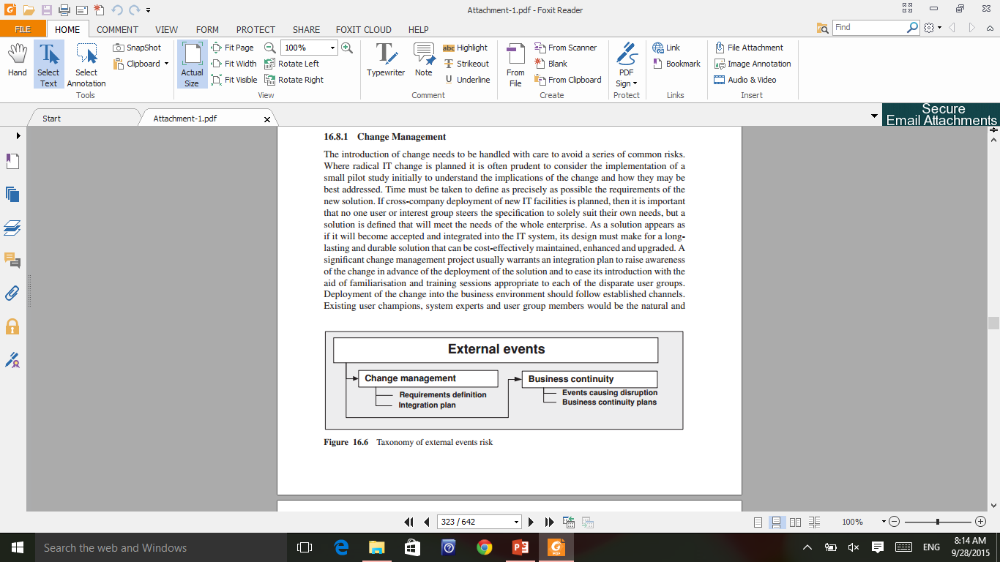 Attachment-1.pdf - Foxit Reader
FILE HOME COMMENT VIEW FORM PROTECT SHARE FOXIT CLOUD HELP
Find
Hand
Select
Text
Select
Annotation
SnapShot
Clipboard
Tools
Actual
Size
Fit Page
Fit Width
Fit Visible
100%
Rotate Left
Rotate Right
View
Typewriter
Note
abc Highlight
T Strikeout
U Underline
Comment
From
File
From Scanner
Blank
From Clipboard
Create
PDF
Sign
Protect
Link
Bookmark
Links
File Attachment
Image Annotation
Audio & Video
Insert
Start
Attachment-1.pdf
Secure
Email Attachments
16.8.1 Change Management
The introduction of change needs to be handled with care to avoid a series of common risks.
Where radical IT change is planned it is often prudent to consider the implementation of a
small pilot study initially to understand the implications of the change and how they may be
best addressed. Time must be taken to define as precisely as possible the requirements of the
new solution. If cross-company deployment of new IT facilities is planned, then it is important
that no one user or interest group steers the specification to solely suit their own needs, but a
solution is defined that will meet the needs of the whole enterprise. As a solution appears as
if it will become accepted and integrated into the IT system, its design must make for a long-
lasting and durable solution that can be cost-effectively maintained, enhanced and upgraded. A
significant change management project usually warrants an integration plan to raise awareness
of the change in advance of the deployment of the solution and to ease its introduction with the
aid of familiarisation and training sessions appropriate to each of the disparate user groups.
Deployment of the change into the business environment should follow established channels.
Existing user champions, system experts and user group members would be the natural and
External events
Change management
Requirements definition
Integration plan
Business continuity
Events causing disruption
Business continuity plans
Figure 16.6 Taxonomy of external events risk
323 / 642
100%
Search the web and Windows
ENG
8:14 AM
9/28/2015